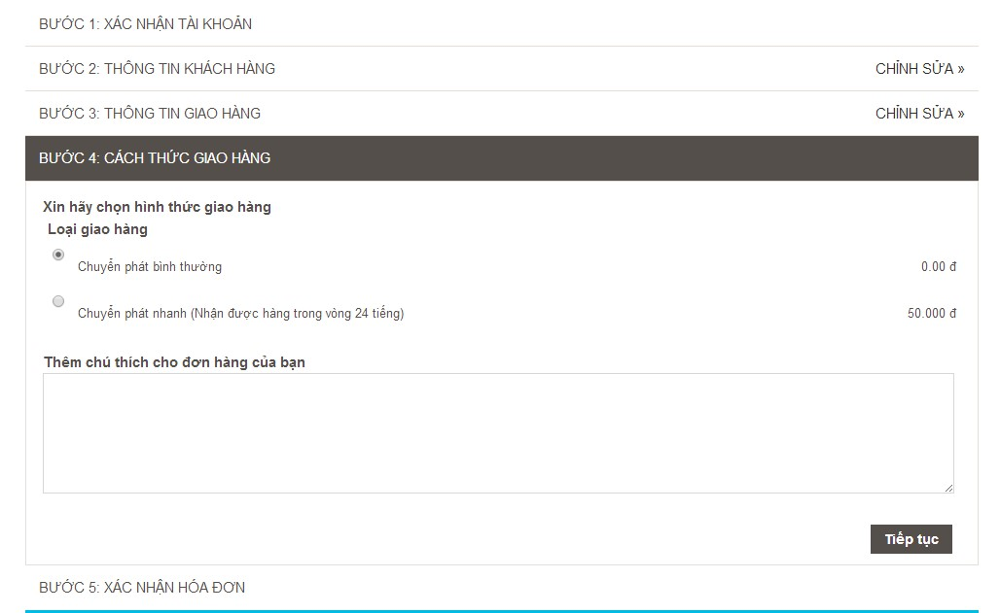 BƯỚC 1: XÁC NHẬN TÀI KHOẢN
BƯỚC 2: THÔNG TIN KHÁCH HÀNG CHỈNH SỬA »
BƯỚC 3: THÔNG TIN GIAO HÀNG CHỈNH SỬA »
BƯỚC 4: CÁCH THỨC GIAO HÀNG
Xin hãy chọn hình thức giao hàng
Loại giao hàng
Chuyển phát bình thường 0.00 đ
Chuyển phát nhanh (Nhận được hàng trong vòng 24 tiếng) 50.000 đ
Thêm chú thích cho đơn hàng của bạn
Tiếp tục
BƯỚC 5: XÁC NHẬN HÓA ĐƠN